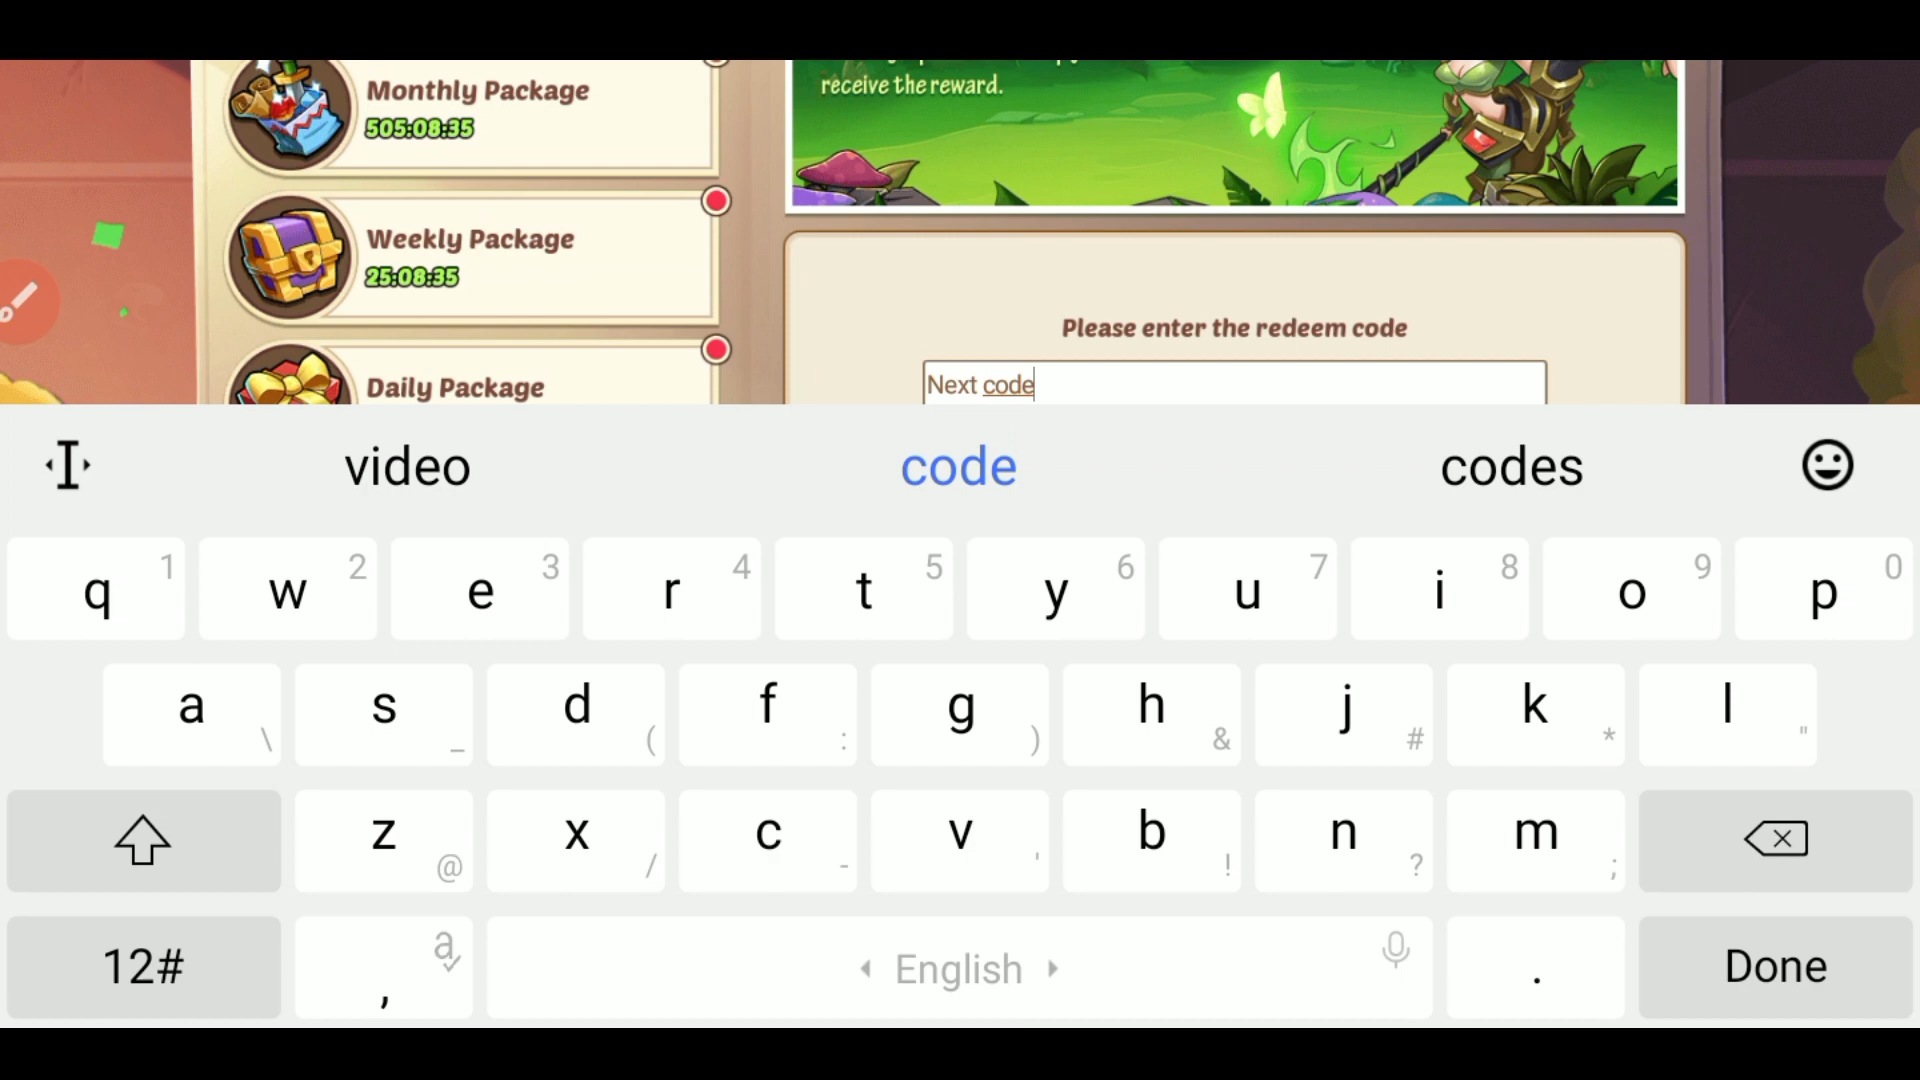 Monthly Package
505:08:35
Weekly Package
25:08:35
Daily Package
receive the reward.
Please enter the redeem code
Next code
video code codes
q 1 w 2 e 3 r 4 t 5 y 6 u 7 i 8 o 9 p 0
a \ s _ d ( f : g ) h & j # k * l "
z @ x / c - v ' b ! n ? m ;
12# , a English . Done